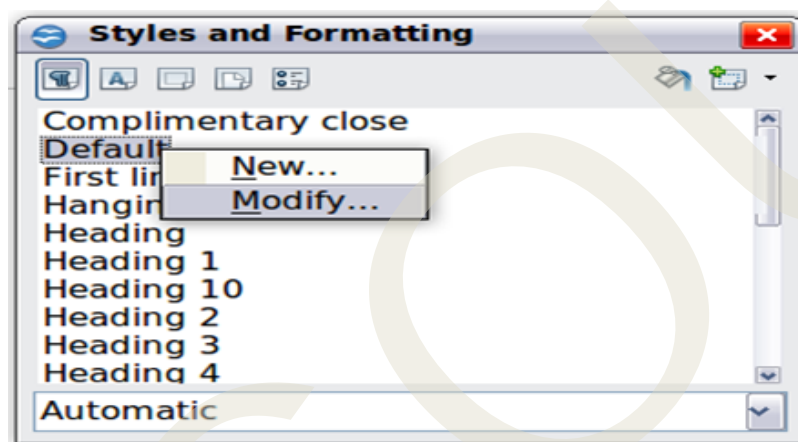 Styles and Formatting
Complimentary close
Default
New...
First lin
Modify...
Hangin
Heading
Heading 1
Heading 10
Heading 2
Heading 3
Heading 4
Automatic